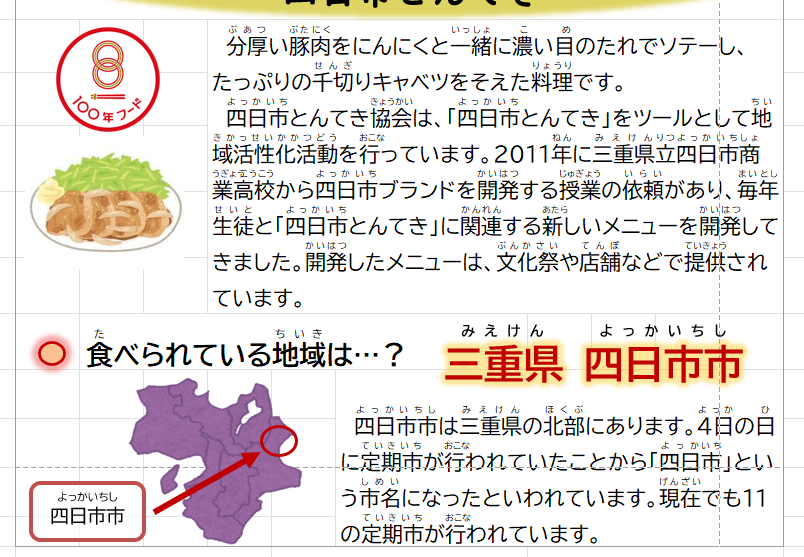 四日市とんてき
100年フード
分厚い豚肉をにんにくと一緒に濃い目のたれでソテーし、
たっぷりの千切りキャベツをそえた料理です。
四日市とんてき協会は、「四日市とんてき」をツールとして地
域活性化活動を行っています。2011年に三重県立四日市商
業高校から四日市ブランドを開発する授業の依頼があり、毎年
生徒と「四日市とんてき」に関連する新しいメニューを開発して
きました。開発したメニューは、文化祭や店舗などで提供され
ています。
食べられている地域は…？
三重県 四日市市
四日市市は三重県の北部にあります。4日の日
に定期市が行われていたことから「四日市」とい
う市名になったといわれています。現在でも11
の定期市が行われています。
四日市市